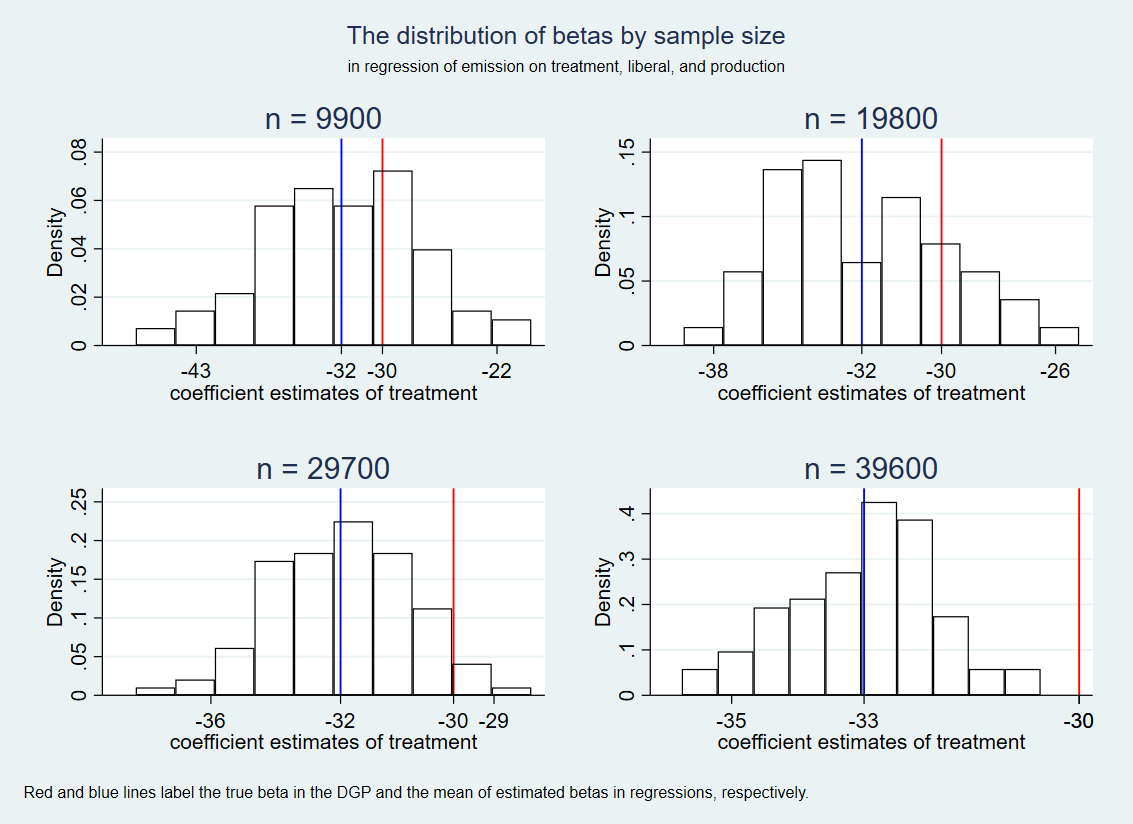 The distribution of betas by sample size
in regression of emission on treatment, liberal, and production
n = 9900
Density
0 .02 .04 .06 .08
-43 -32 -30 -22
coefficient estimates of treatment
n = 19800
Density
0 .05 .1 .15
-38 -32 -30 -26
coefficient estimates of treatment
n = 29700
Density
0 .05 .1 .15 .2 .25
-36 -32 -30 -29
coefficient estimates of treatment
n = 39600
Density
0 .1 .2 .3 .4
-35 -33 -30
coefficient estimates of treatment
Red and blue lines label the true beta in the DGP and the mean of estimated betas in regressions, respectively.